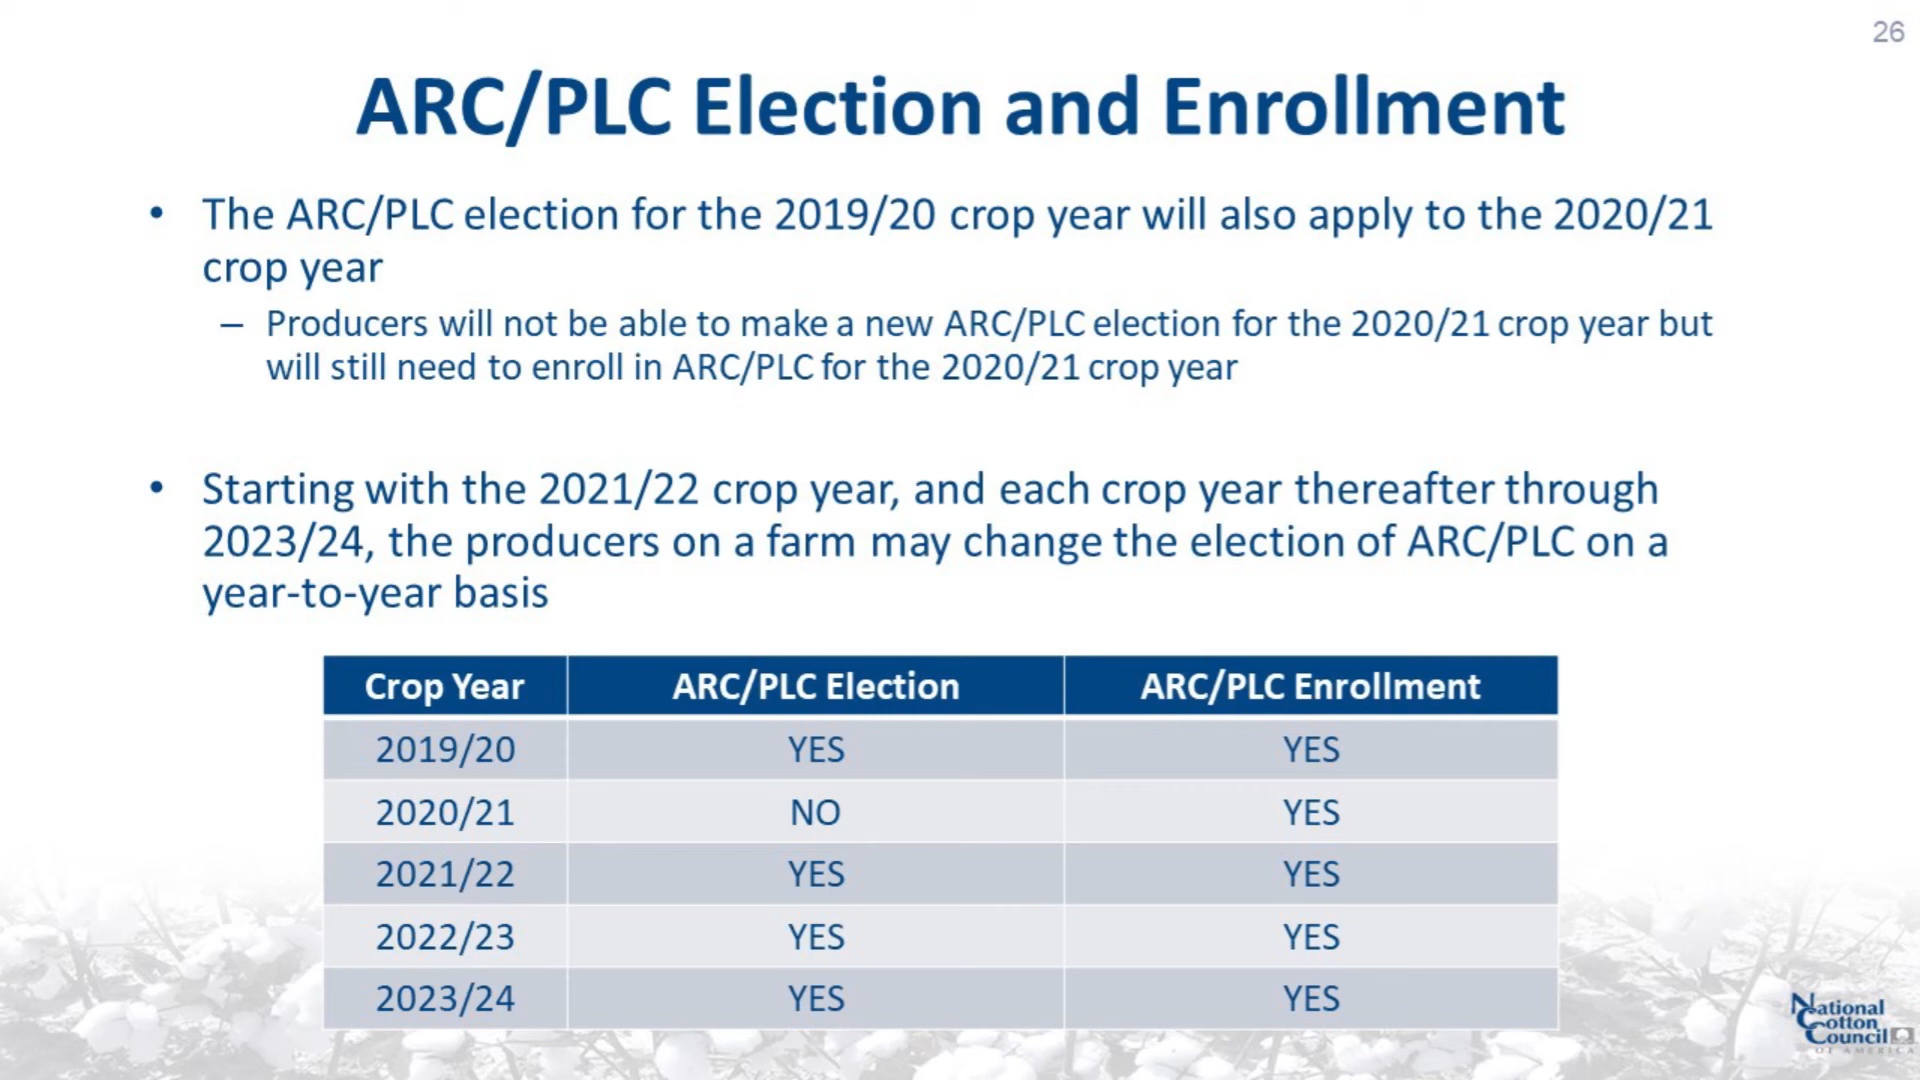 26
ARC/PLC Election and Enrollment
• The ARC/PLC election for the 2019/20 crop year will also apply to the 2020/21
crop year
– Producers will not be able to make a new ARC/PLC election for the 2020/21 crop year but
will still need to enroll in ARC/PLC for the 2020/21 crop year
• Starting with the 2021/22 crop year, and each crop year thereafter through
2023/24, the producers on a farm may change the election of ARC/PLC on a
year-to-year basis
Crop Year ARC/PLC Election ARC/PLC Enrollment
2019/20 YES YES
2020/21 NO YES
2021/22 YES YES
2022/23 YES YES
2023/24 YES YES
National
Cotton
Council
OF AMERICA